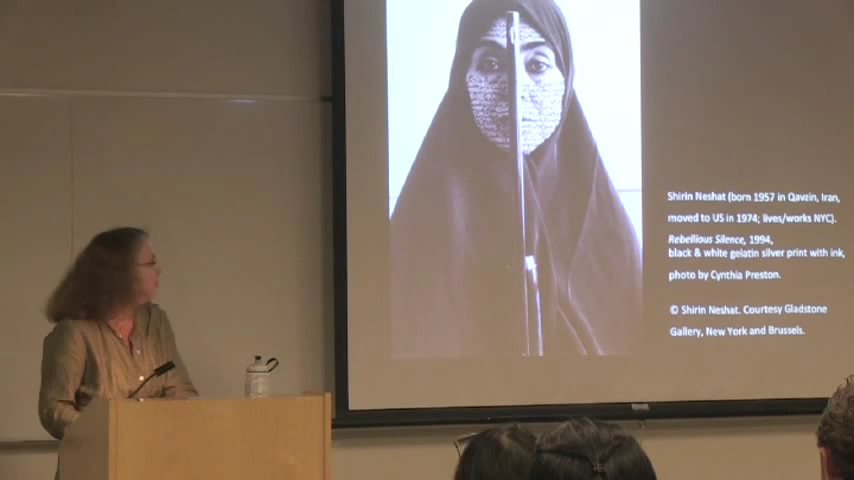 Shirin Neshat (born 1957 in Qavzin, Iran,
moved to US in 1974; lives/works NYC).
Rebellious Silence, 1994,
black & white gelatin silver print with ink,
photo by Cynthia Preston.
© Shirin Neshat. Courtesy Gladstone
Gallery, New York and Brussels.